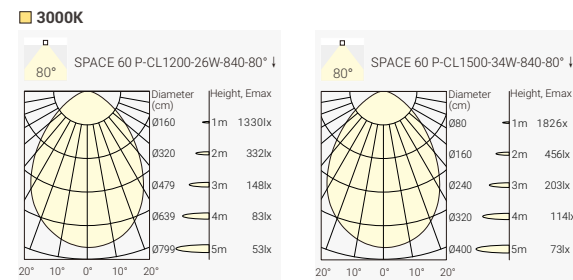 3000K
80°
SPACE 60 P-CL1200-26W-840-80°
Diameter (cm)
Height, Emax
Ø160 1m 1330lx
Ø320 2m 332lx
Ø479 3m 148lx
Ø639 4m 83lx
Ø799 5m 53lx
20° 10° 0° 10° 20°
80°
SPACE 60 P-CL1500-34W-840-80°
Diameter (cm)
Height, Emax
Ø80 1m 1826x
Ø160 2m 456lx
Ø240 3m 203lx
Ø320 4m 114lx
Ø400 5m 73lx
20° 10° 0° 10° 20°